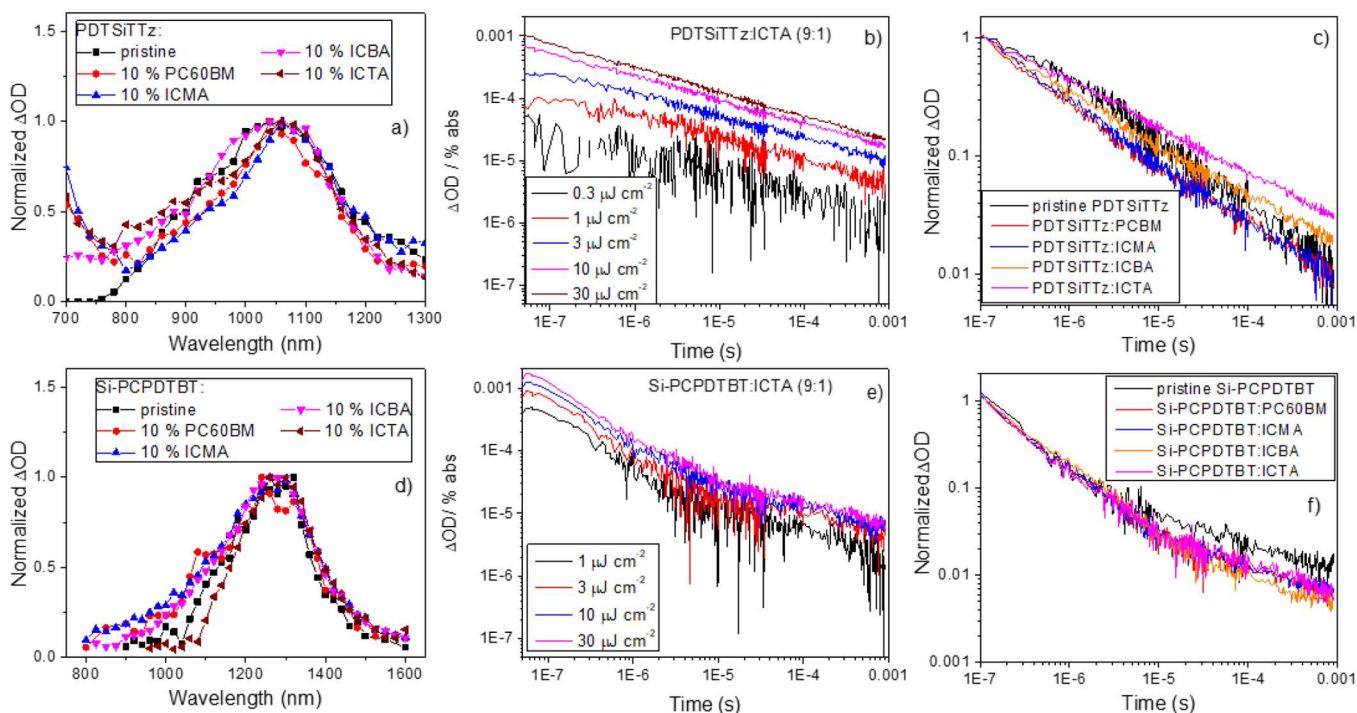 PDTSiTTz:
pristine
10 % ICBA
10 % PC60BM
10 % ICTA
10 % ICMA
a)
Normalized ΔOD
1.5
1.0
0.5
0.0
700 800 900 1000 1100 1200 1300
Wavelength (nm)
PDTSiTTz:ICTA (9:1)
b)
ΔOD / % abs
0.001
1E-4
1E-5
1E-6
1E-7
0.3 μJ cm-2
1 μJ cm-2
3 μJ cm-2
10 μJ cm-2
30 μJ cm-2
1E-7 1E-6 1E-5 1E-4 0.001
Time (s)
c)
Normalized ΔOD
1
0.1
0.01
pristine PDTSiTTz
PDTSiTTz:PCBM
PDTSiTTz:ICMA
PDTSiTTz:ICBA
PDTSiTTz:ICTA
1E-7 1E-6 1E-5 1E-4 0.001
Time (s)
Si-PCPDTBT:
pristine
10 % ICBA
10 % PC60BM
10 % ICTA
10 % ICMA
d)
Normalized ΔOD
1.5
1.0
0.5
0.0
800 1000 1200 1400 1600
Wavelength (nm)
Si-PCPDTBT:ICTA (9:1)
e)
ΔOD/ % abs
0.001
1E-4
1E-5
1E-6
1E-7
1 μJ cm-2
3 μJ cm-2
10 μJ cm-2
30 μJ cm-2
1E-7 1E-6 1E-5 1E-4 0.001
Time (s)
pristine Si-PCPDTBT
Si-PCPDTBT:PC60BM
Si-PCPDTBT:ICMA
Si-PCPDTBT:ICBA
Si-PCPDTBT:ICTA
f)
Normalized ΔOD
1
0.1
0.01
0.001
1E-7 1E-6 1E-5 1E-4 0.001
Time (s)